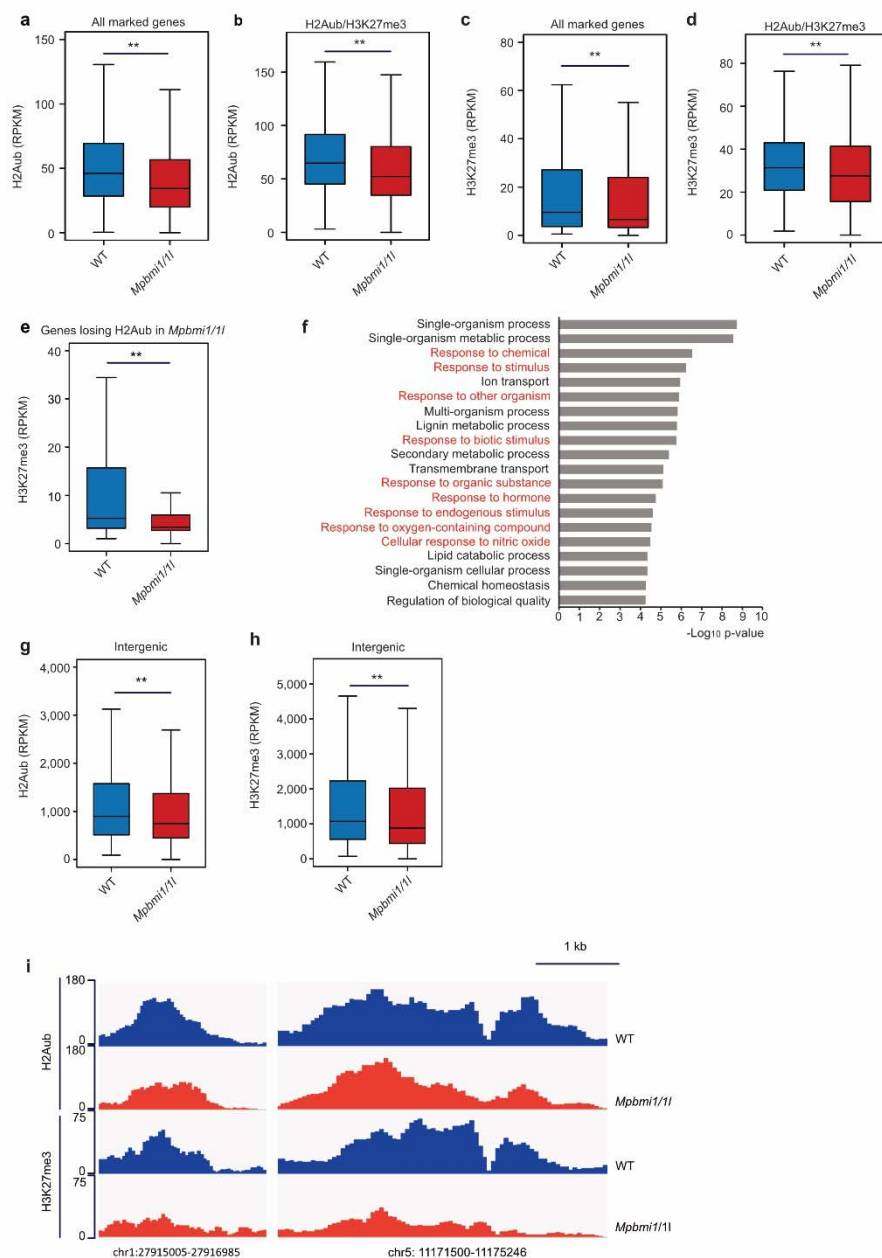 a
All marked genes
150
100
50
0
H2Aub (RPKM)
**
WT
Mpbmi1/1l
b
H2Aub/H3K27me3
150
100
50
0
H2Aub (RPKM)
**
WT
Mpbmi1/1l
c
All marked genes
80
60
40
20
0
H3K27me3 (RPKM)
**
WT
Mpbmi1/1l
d
H2Aub/H3K27me3
80
60
40
20
0
H3K27me3 (RPKM)
**
WT
Mpbmi1/1l
e
Genes losing H2Aub in Mpbmi1/1l
40
30
20
10
0
H3K27me3 (RPKM)
**
WT
Mpbmi1/1l
f
Single-organism process
Single-organism metablic process
Response to chemical
Response to stimulus
Ion transport
Response to other organism
Multi-organism process
Lignin metabolic process
Response to biotic stimulus
Secondary metabolic process
Transmembrane transport
Response to organic substance
Response to hormone
Response to endogenous stimulus
Response to oxygen-containing compound
Cellular response to nitric oxide
Lipid catabolic process
Single-organism cellular process
Chemical homeostasis
Regulation of biological quality
0 1 2 3 4 5 6 7 8 9 10
-Log10 p-value
g
Intergenic
4,000
3,000
2,000
1,000
0
H2Aub (RPKM)
**
WT
Mpbmi1/1l
h
Intergenic
5,000
4,000
3,000
2,000
1,000
0
H3K27me3 (RPKM)
**
WT
Mpbmi1/1l
i
1 kb
H2Aub
180
0
WT
180
0
Mpbmi1/1l
H3K27me3
75
0
WT
75
0
Mpbmi1/1l
chr1:27915005-27916985
chr5: 11171500-11175246